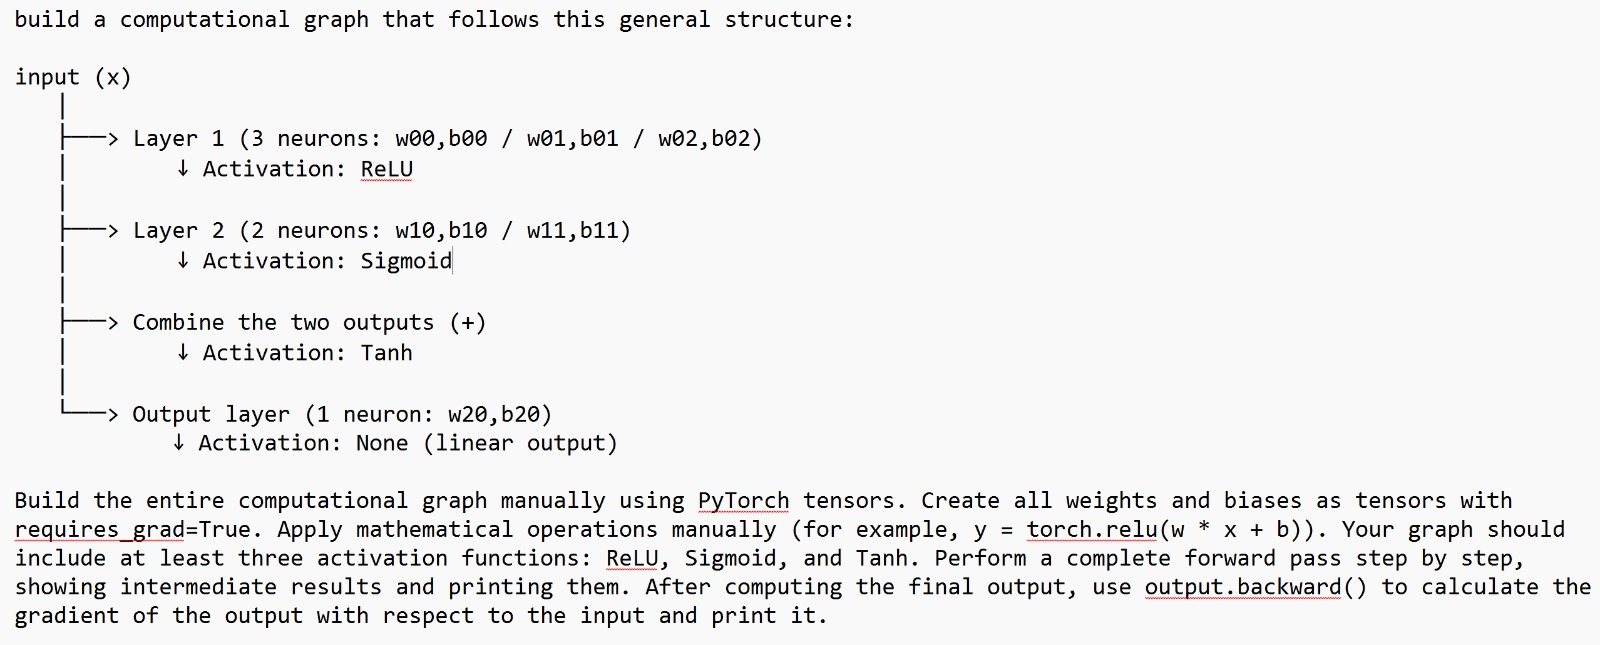 build a computational graph that follows this general structure:
input (x)
│
├──> Layer 1 (3 neurons: w00,b00 / w01,b01 / w02,b02)
│ ↓ Activation: ReLU
│
├──> Layer 2 (2 neurons: w10,b10 / w11,b11)
│ ↓ Activation: Sigmoid
│
├──> Combine the two outputs (+)
│ ↓ Activation: Tanh
│
└──> Output layer (1 neuron: w20,b20)
↓ Activation: None (linear output)
Build the entire computational graph manually using PyTorch tensors. Create all weights and biases as tensors with
requires_grad=True. Apply mathematical operations manually (for example, y = torch.relu(w * x + b)). Your graph should
include at least three activation functions: ReLU, Sigmoid, and Tanh. Perform a complete forward pass step by step,
showing intermediate results and printing them. After computing the final output, use output.backward() to calculate the
gradient of the output with respect to the input and print it.